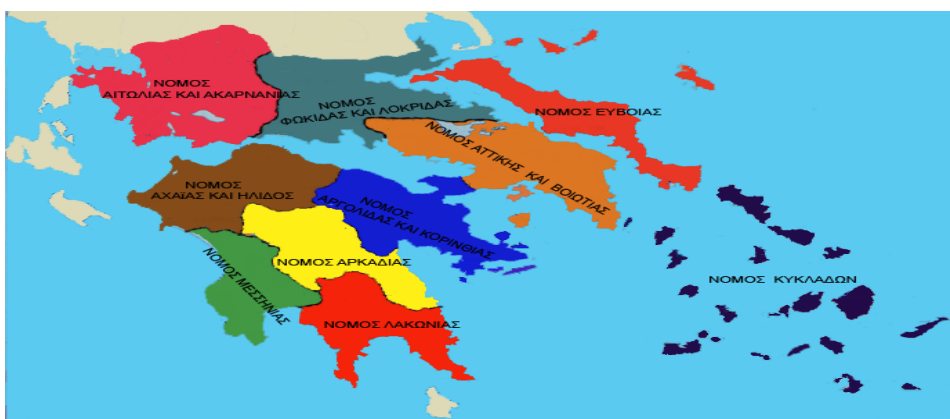 ΝΟΜΟΣ
ΑΙΤΩΛΙΑΣ ΚΑΙ ΑΚΑΡΝΑΝΙΑΣ
ΝΟΜΟΣ
ΦΩΚΙΔΑΣ ΚΑΙ ΛΟΚΡΙΔΑΣ
ΝΟΜΟΣ ΕΥΒΟΙΑΣ
ΝΟΜΟΣ ΑΤΤΙΚΗΣ ΚΑΙ ΒΟΙΩΤΙΑΣ
ΝΟΜΟΣ
ΑΧΑΪΑΣ ΚΑΙ ΗΛΙΔΟΣ
ΝΟΜΟΣ
ΑΡΓΟΛΙΔΑΣ ΚΑΙ ΚΟΡΙΝΘΙΑΣ
ΝΟΜΟΣ ΑΡΚΑΔΙΑΣ
ΝΟΜΟΣ ΜΕΣΣΗΝΙΑΣ
ΝΟΜΟΣ ΛΑΚΩΝΙΑΣ
ΝΟΜΟΣ ΚΥΚΛΑΔΩΝ